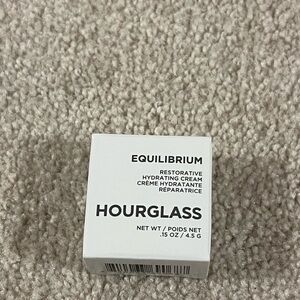 EQUILIBRIUM
RESTORATIVE
HYDRATING CREAM
CRÈME HYDRATANTE
RÉPARATRICE
HOURGLASS
NET WT / POIDS NET
.15 OZ / 4.5 G